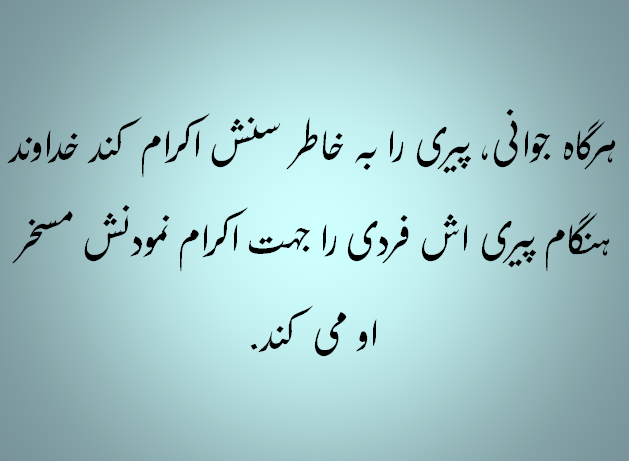 هرگاه جوانی، پیری را به خاطر سنش اکرام کند خداوند
هنگام پیری اش فردی را جهت اکرام نمودنش مسخر
او می کند.